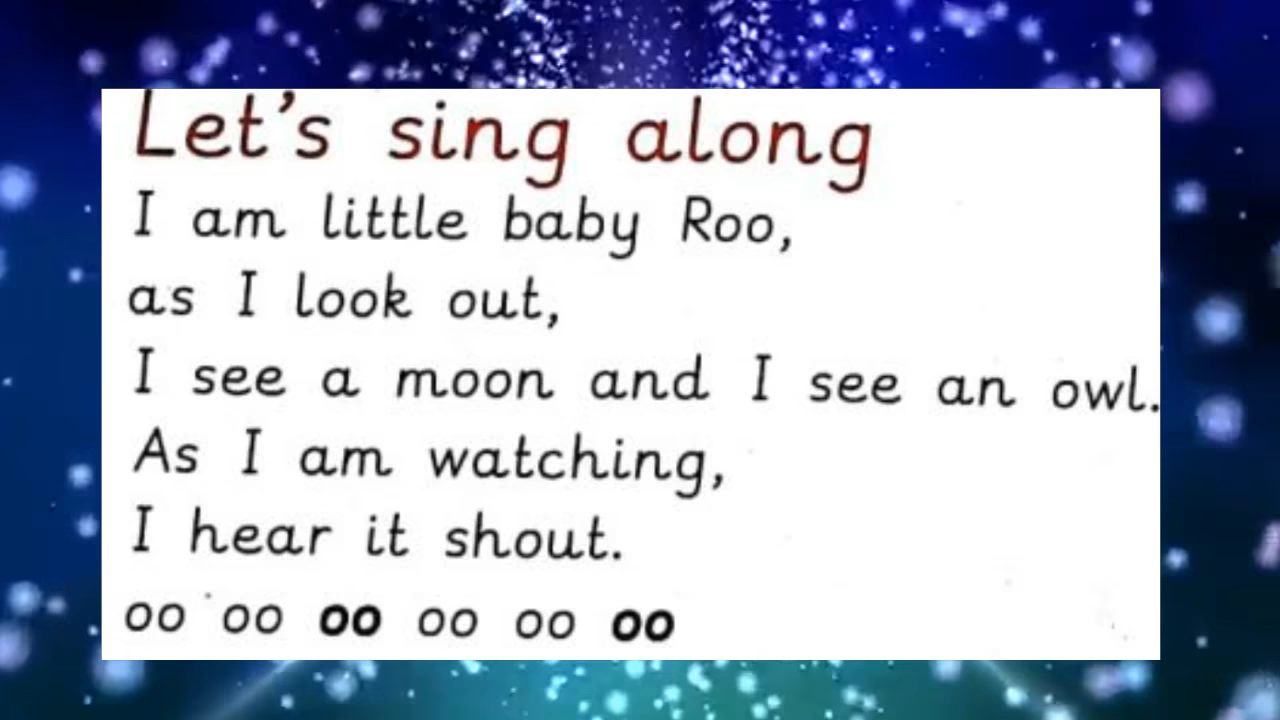 Let's sing along
I am little baby Roo,
as I look out,
I see a moon and I see an owl.
As I am watching,
I hear it shout.
oo oo oo oo oo oo